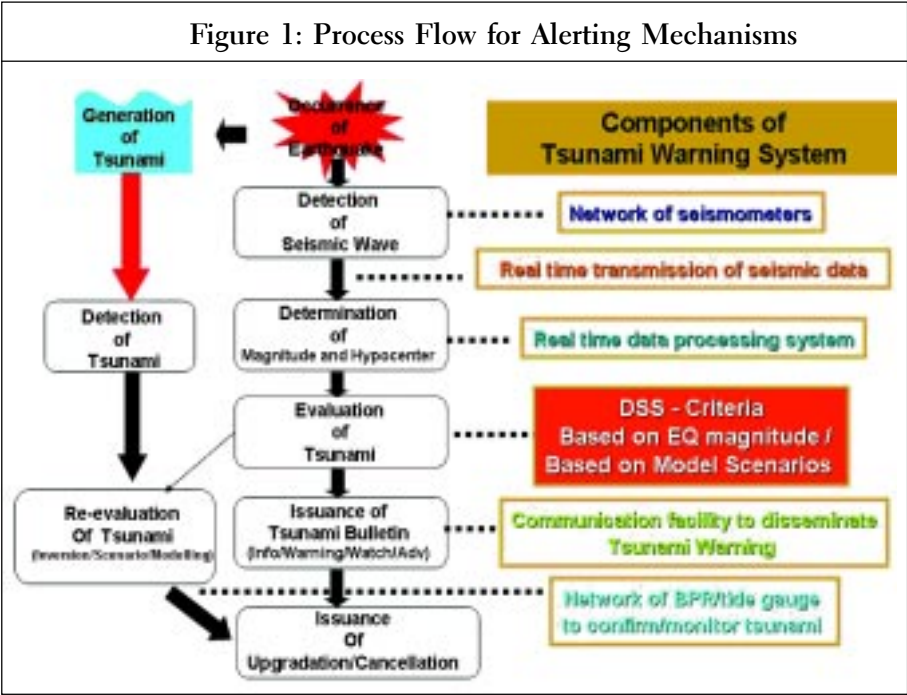 Figure 1: Process Flow for Alerting Mechanisms
Generation
of
Tsunami
Occurrence
of
Earthquake
Components of
Tsunami Warning System
Detection
of
Seismic Wave
Network of seismometers
Real time transmission of seismic data
Detection
of
Tsunami
Determination
of
Magnitude and Hypocenter
Real time data processing system
Evaluation
of
Tsunami
DSS - Criteria
Based on EQ magnitude /
Based on Model Scenarios
Re-evaluation
Of Tsunami
(Inversion/Scenario/Modelling)
Issuance of
Tsunami Bulletin
(Info/Warning/Watch/Adv)
Communication facility to disseminate
Tsunami Warning
Network of BPR/tide gauge
to confirm/monitor tsunami
Issuance
Of
Upgradation/Cancellation